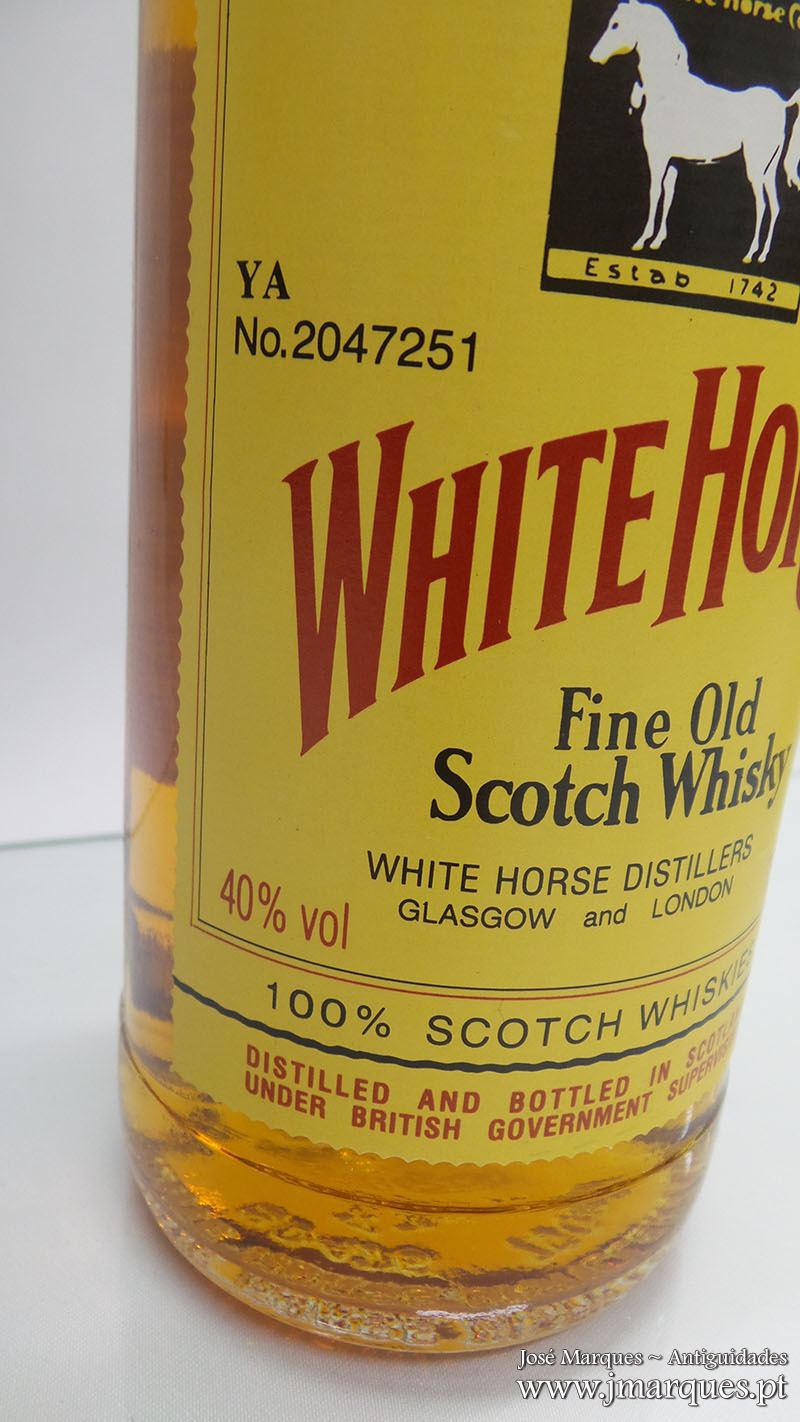 Horse
Estab 1742
YA
No.2047251
WHITE
Fine Old
Scotch Whisky
WHITE HORSE DISTILLERS
GLASGOW and LONDON
40% vol
100% SCOTCH WHISKIES
DISTILLED AND BOTTLED IN
UNDER BRITISH GOVERNMENT
José Marques ~ Antiguidades
www.jmarques.pt